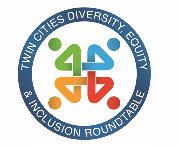 TWIN CITIES DIVERSITY, EQUITY
& INCLUSION ROUNDTABLE